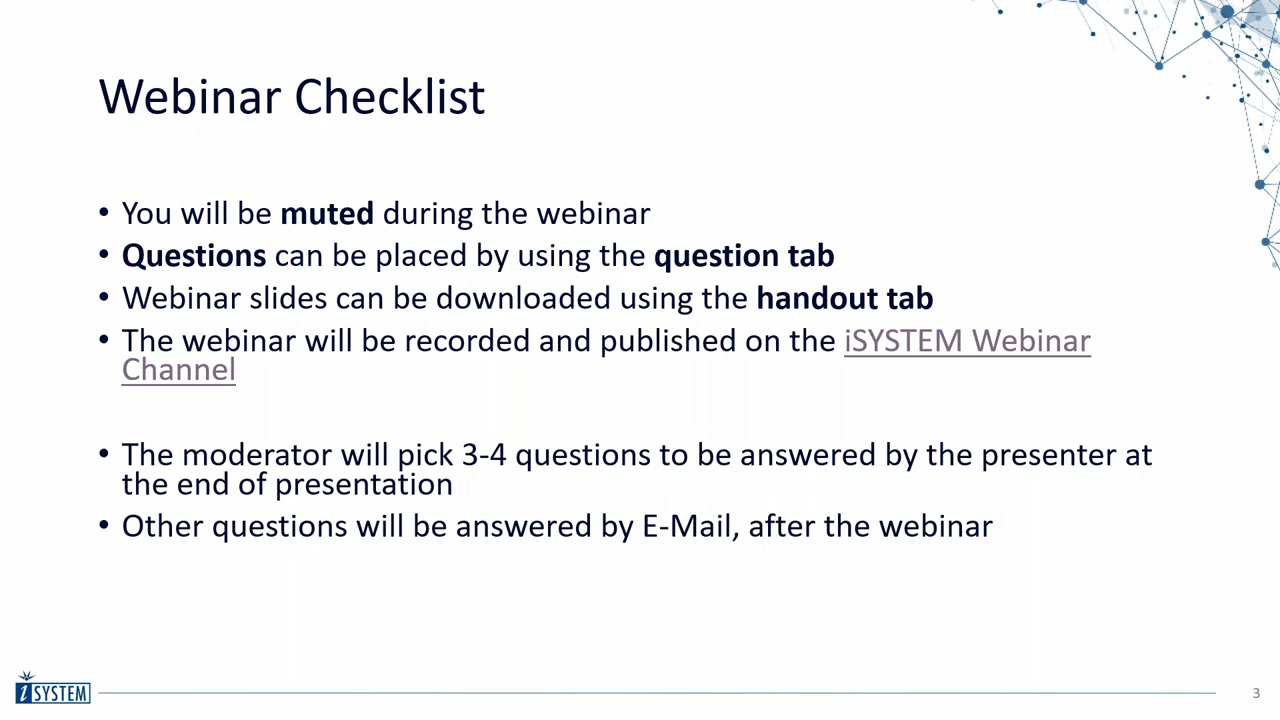 Webinar Checklist
• You will be muted during the webinar
• Questions can be placed by using the question tab
• Webinar slides can be downloaded using the handout tab
• The webinar will be recorded and published on the iSYSTEM Webinar
Channel
• The moderator will pick 3-4 questions to be answered by the presenter at
the end of presentation
• Other questions will be answered by E-Mail, after the webinar
iSYSTEM
3